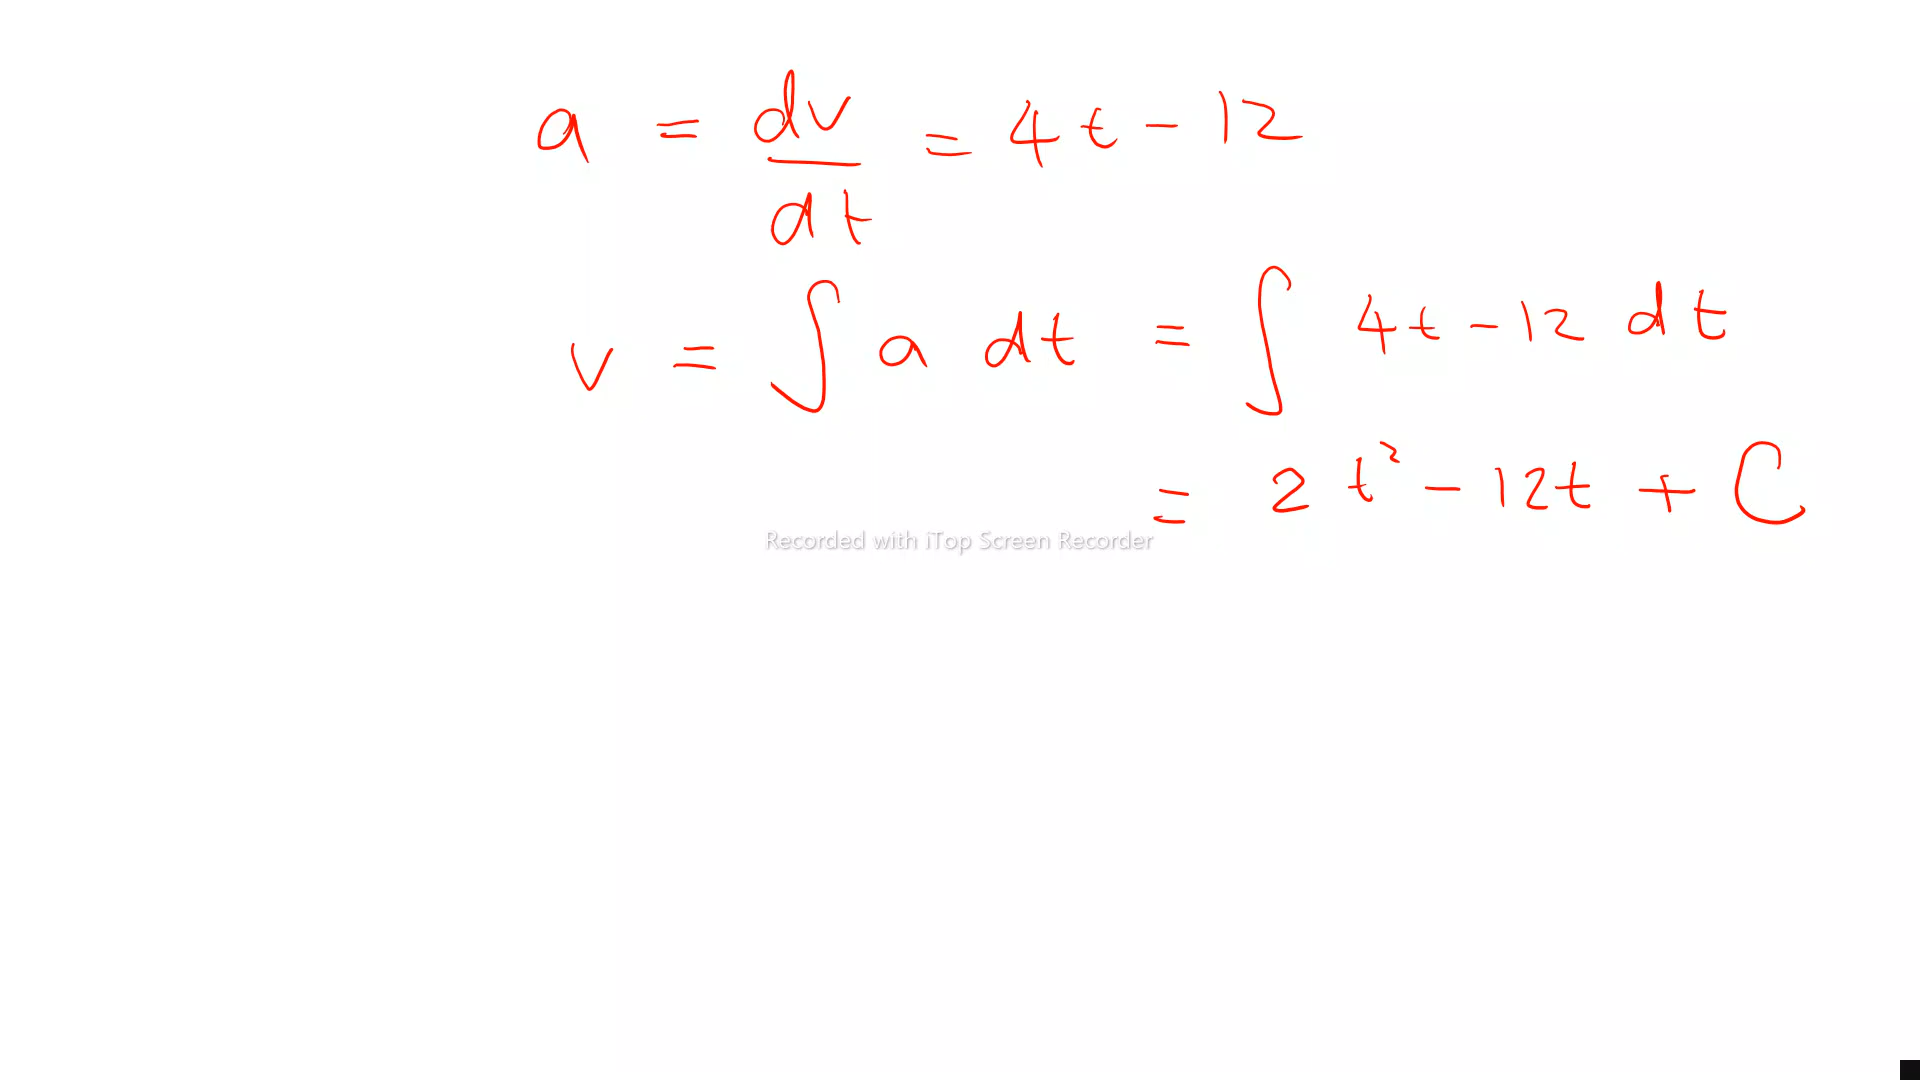 a = dv/dt = 4t - 12
v = ∫ a dt = ∫ 4t - 12 dt
= 2t² - 12t + C
Recorded with iTop Screen Recorder